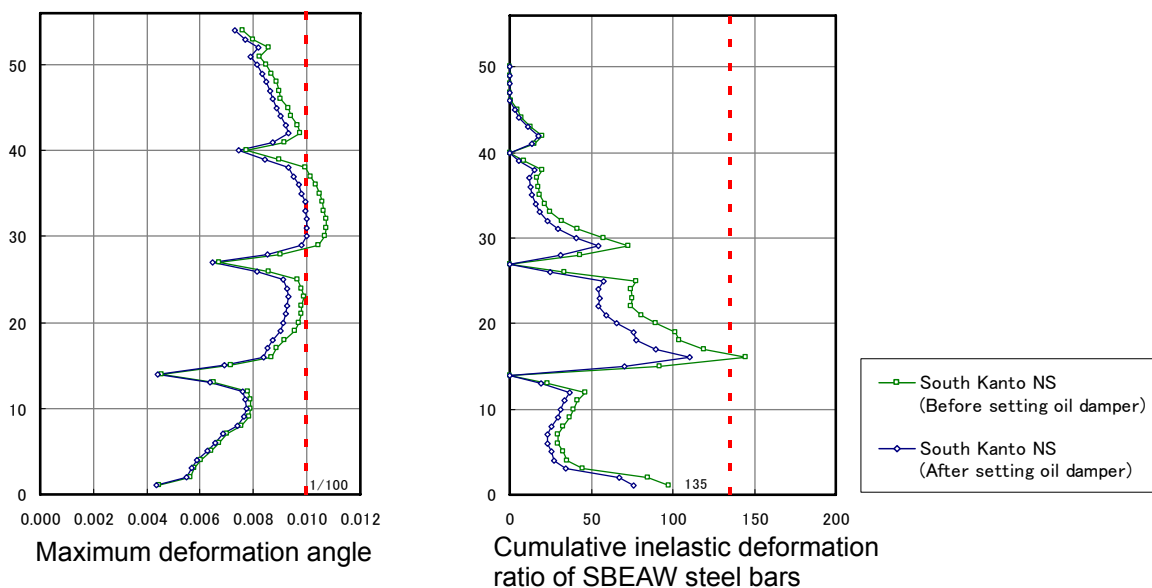 50
40
30
20
10
0
1/100
0.000 0.002 0.004 0.006 0.008 0.010 0.012
Maximum deformation angle
50
40
30
20
10
0
135
0 50 100 150 200
Cumulative inelastic deformation
ratio of SBEAW steel bars
South Kanto NS
(Before setting oil damper)
South Kanto NS
(After setting oil damper)